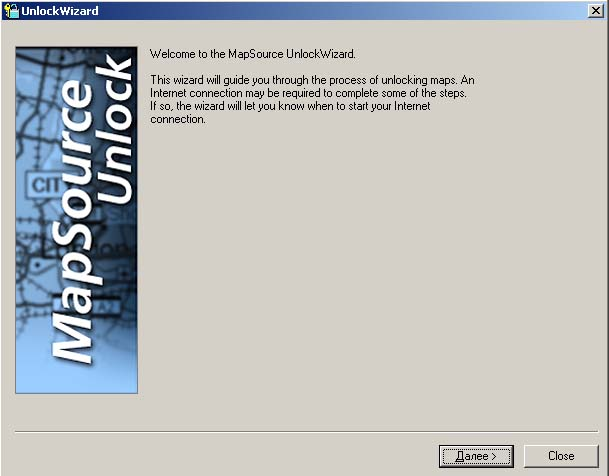 UnlockWizard
Welcome to the MapSource UnlockWizard.
This wizard will guide you through the process of unlocking maps. An
Internet connection may be required to complete some of the steps.
If so, the wizard will let you know when to start your Internet
connection.
MapSource
Unlock
CIT
Далее >
Close